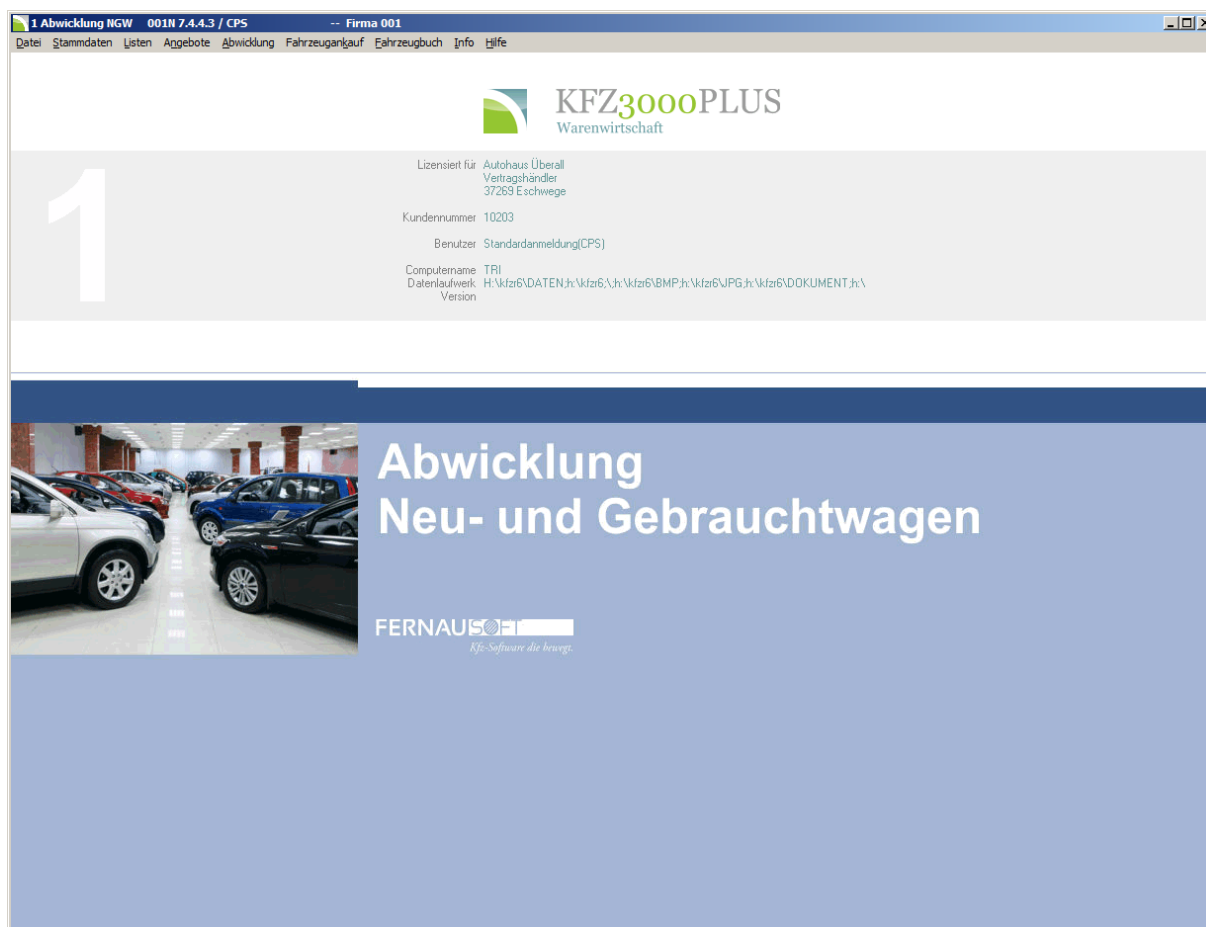 1 Abwicklung NGW 001N 7.4.4.3 / CPS -- Firma 001
Datei Stammdaten Listen Angebote Abwicklung Fahrzeugankauf Fahrzeugbuch Info Hilfe
KFZ3000PLUS
Warenwirtschaft
1
Lizensiert für Autohaus Überall
Vertragshändler
37269 Eschwege
Kundennummer 10203
Benutzer Standardanmeldung(CPS)
Computername TRI
Datenlaufwerk H:\kfzr6\DATEN;h:\kfzr6;\;h:\kfzr6\BMP;h:\kfzr6\JPG;h:\kfzr6\DOKUMENT;h:\
Version
Abwicklung
Neu- und Gebrauchtwagen
FERNAUSOFT
Kfz-Software die bewegt.